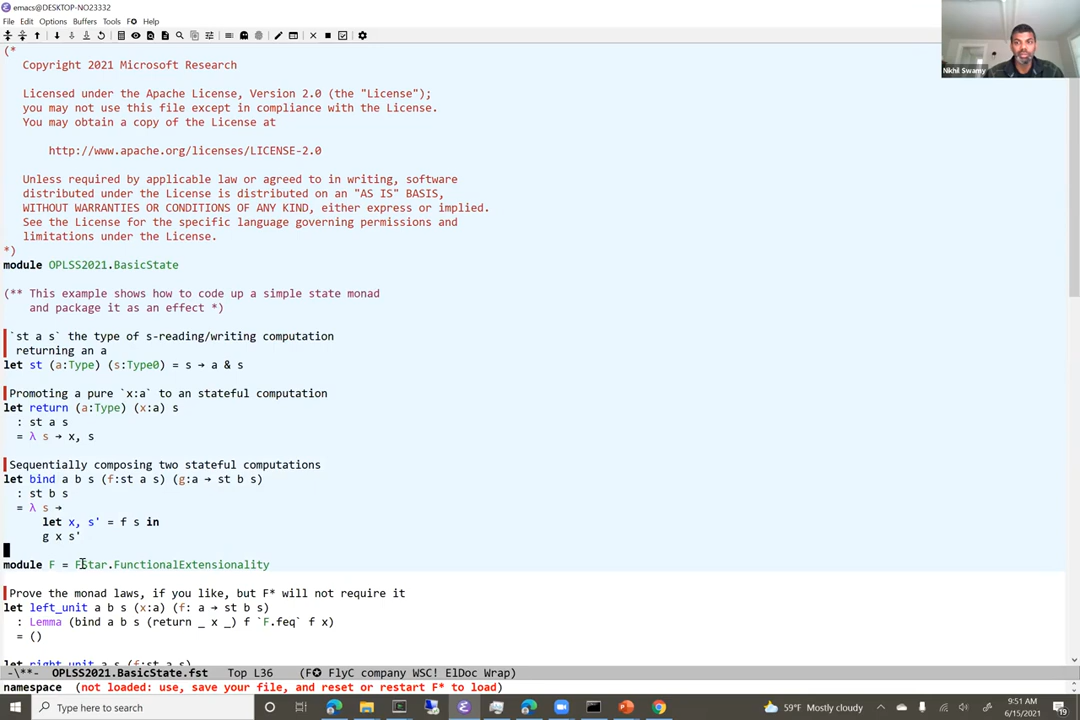 emacs@DESKTOP-NO23332
File Edit Options Buffers Tools F✪ Help
(*
Copyright 2021 Microsoft Research
Licensed under the Apache License, Version 2.0 (the "License");
you may not use this file except in compliance with the License.
You may obtain a copy of the License at
http://www.apache.org/licenses/LICENSE-2.0
Unless required by applicable law or agreed to in writing, software
distributed under the License is distributed on an "AS IS" BASIS,
WITHOUT WARRANTIES OR CONDITIONS OF ANY KIND, either express or implied.
See the License for the specific language governing permissions and
limitations under the License.
*)
module OPLSS2021.BasicState
(** This example shows how to code up a simple state monad
and package it as an effect *)
`st a s` the type of s-reading/writing computation
returning an a
let st (a:Type) (s:Type0) = s → a & s
Promoting a pure `x:a` to an stateful computation
let return (a:Type) (x:a) s
: st a s
= λ s → x, s
Sequentially composing two stateful computations
let bind a b s (f:st a s) (g:a → st b s)
: st b s
= λ s →
let x, s' = f s in
g x s'
module F = FStar.FunctionalExtensionality
Prove the monad laws, if you like, but F* will not require it
let left_unit a b s (x:a) (f: a → st b s)
: Lemma (bind a b s (return _ x _) f `F.feq` f x)
= ()
let right_unit a s (f:st a s)
-\**- OPLSS2021.BasicState.fst Top L36 (F✪ FlyC company WSC! ElDoc Wrap)
namespace (not loaded: use, save your file, and reset or restart F* to load)
Nikhil Swamy
Type here to search
59°F Mostly cloudy
9:51 AM
6/15/2021
19